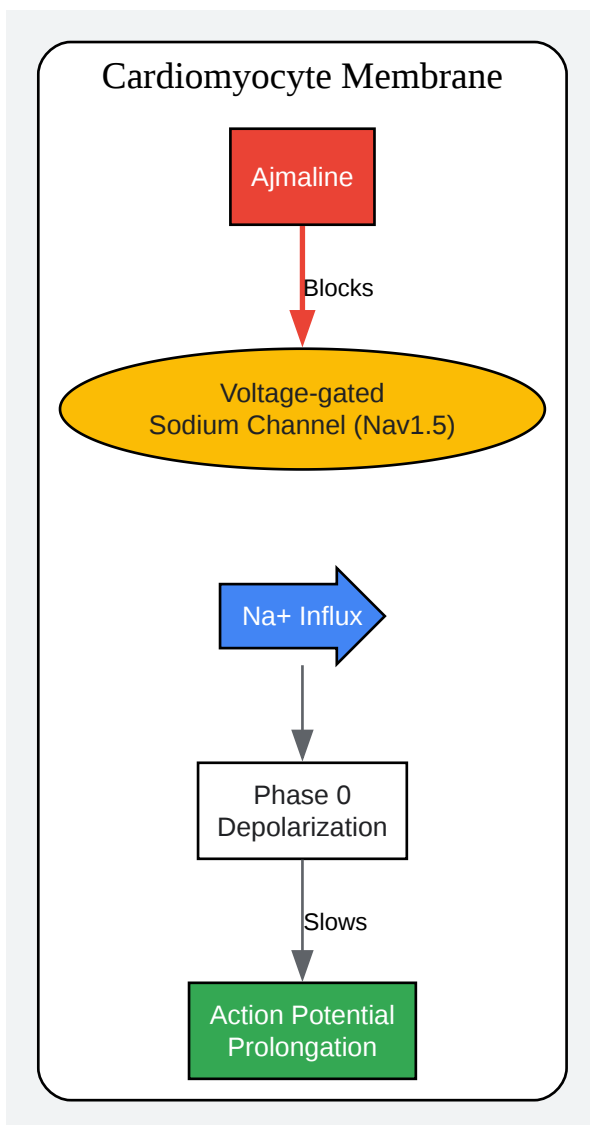 Cardiomyocyte Membrane
Ajmaline
Blocks
Voltage-gated
Sodium Channel (Nav1.5)
Na+ Influx
Phase 0
Depolarization
Slows
Action Potential
Prolongation